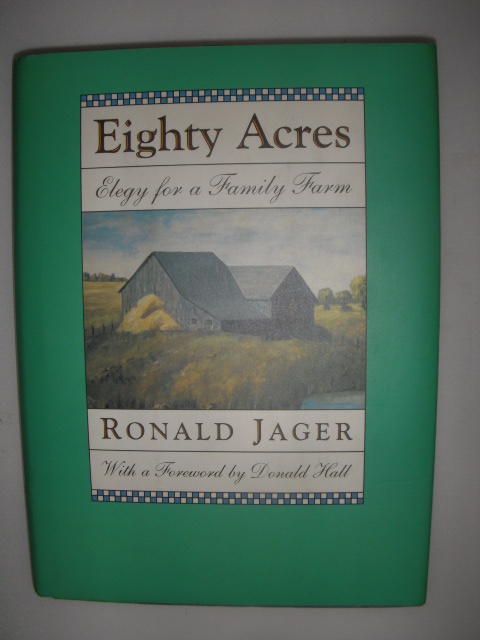 Eighty Acres
Elegy for a Family Farm
RONALD JAGER
With a Foreword by Donald Hall